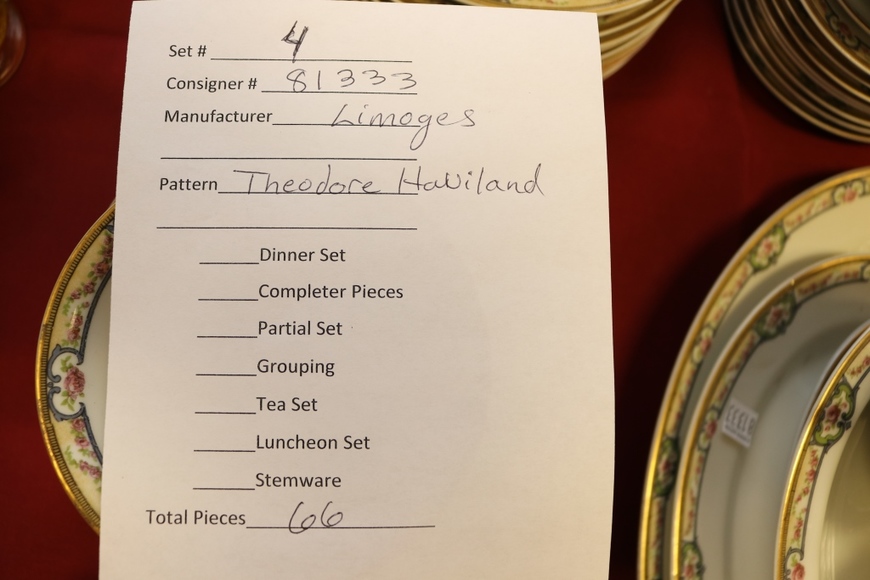 Set # 4
Consigner # 81333
Manufacturer Limoges
Pattern Theodore Haviland
Dinner Set
Completer Pieces
Partial Set
Grouping
Tea Set
Luncheon Set
Stemware
Total Pieces 66